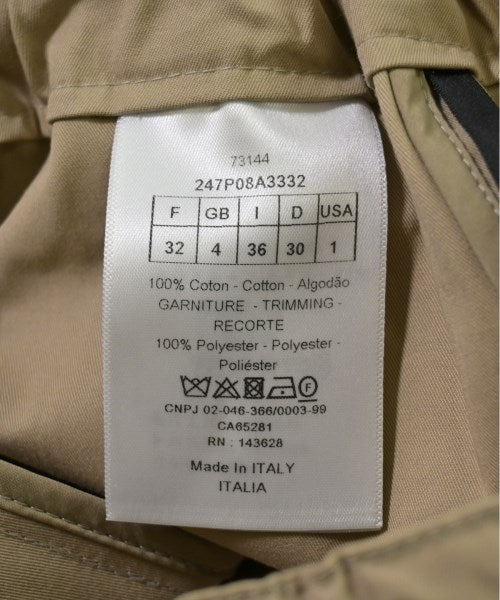 73144
247P08A3332
F GB I D USA
32 4 36 30 1
100% Coton - Cotton - Algodão
GARNITURE - TRIMMING -
RECORTE
100% Polyester - Polyester -
Poliéster
F
CNPJ 02-046-366/0003-99
CA65281
RN : 143628
Made In ITALY
ITALIA